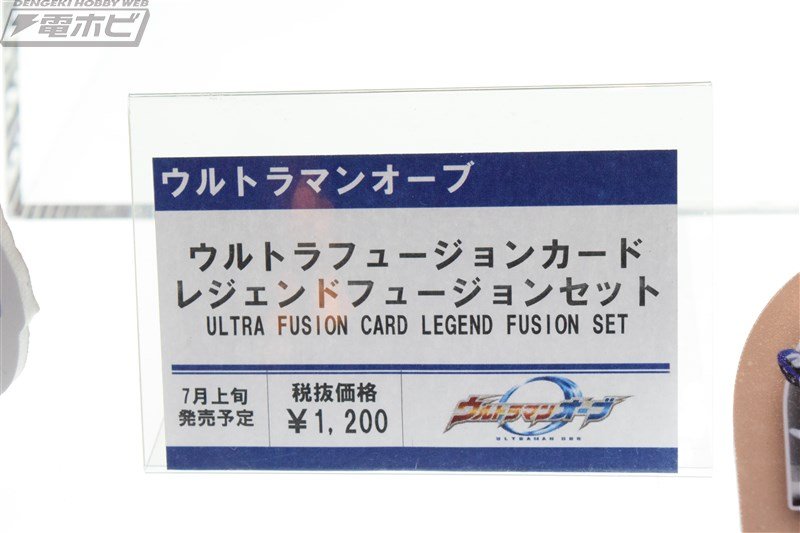 DENGEKI HOBBY WEB
電ホビ
ウルトラマンオーブ
ウルトラフュージョンカード
レジェンドフュージョンセット
ULTRA FUSION CARD LEGEND FUSION SET
7月上旬
発売予定
税抜価格
￥1,200
ウルトラマンオーブ
ULTRAMAN ORB